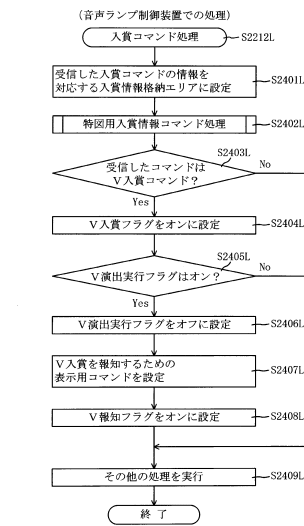 (音声ランプ制御装置での処理)
入賞コマンド処理
S2212L
受信した入賞コマンドの情報を
対応する入賞情報格納エリアに設定
S2401L
特図用入賞情報コマンド処理
S2402L
S2403L
受信したコマンドは
V入賞コマンド?
No
Yes
V入賞フラグをオンに設定
S2404L
S2405L
V演出実行フラグはオン?
No
Yes
V演出実行フラグをオフに設定
S2406L
V入賞を報知するための
表示用コマンドを設定
S2407L
V報知フラグをオンに設定
S2408L
その他の処理を実行
S2409L
終了